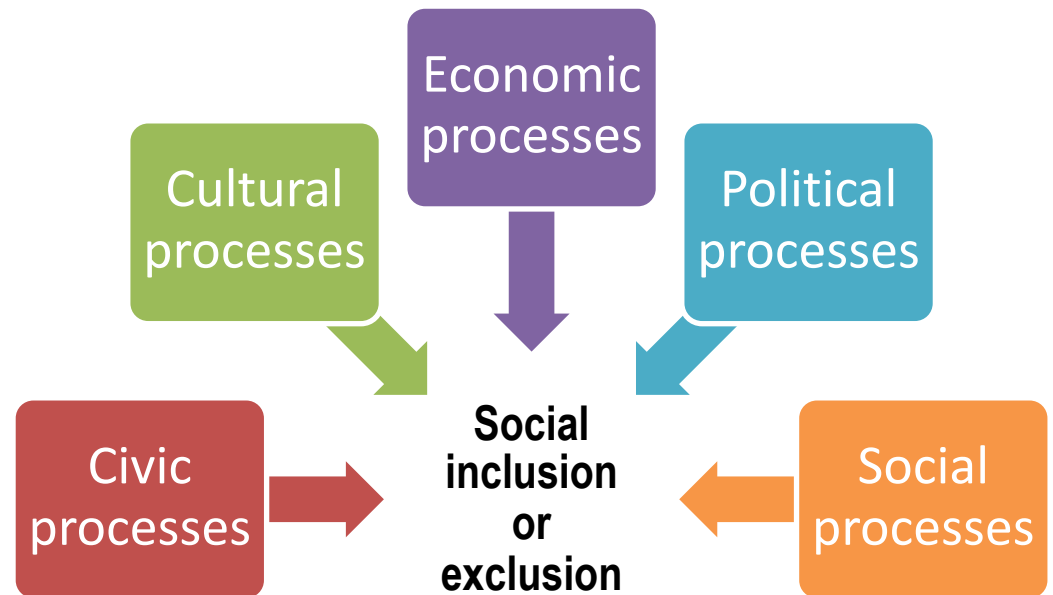 Economic
processes
Cultural
processes
Political
processes
Civic
processes
Social
inclusion
or
exclusion
Social
processes